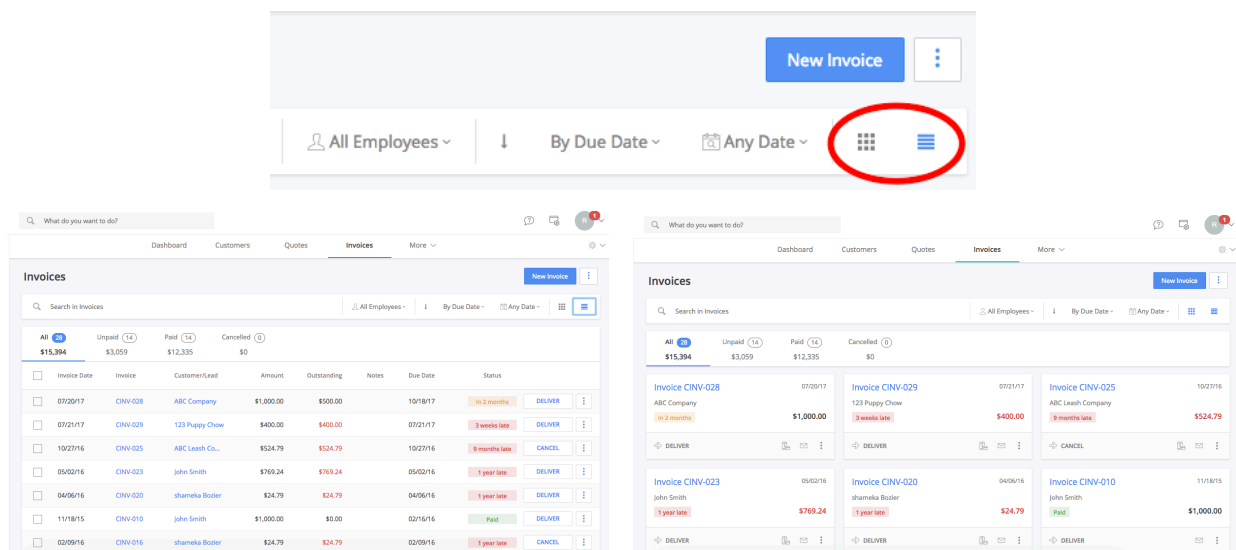 New Invoice
All Employees By Due Date Any Date
What do you want to do? R 1
Dashboard Customers Quotes Invoices More
Invoices New Invoice
Search in Invoices All Employees By Due Date Any Date
All 28 Unpaid 14 Paid 14 Cancelled 0
$15,394 $3,059 $12,335 $0
Invoice Date Invoice Customer/Lead Amount Outstanding Notes Due Date Status
07/20/17 CINV-028 ABC Company $1,000.00 $500.00 10/18/17 in 2 months DELIVER
07/21/17 CINV-029 123 Puppy Chow $400.00 $400.00 07/21/17 3 weeks late DELIVER
10/27/16 CINV-025 ABC Leash Co... $524.79 $524.79 10/27/16 9 months late CANCEL
05/02/16 CINV-023 John Smith $769.24 $769.24 05/02/16 1 year late DELIVER
04/06/16 CINV-020 shameka Bozier $24.79 $24.79 04/06/16 1 year late DELIVER
11/18/15 CINV-010 John Smith $1,000.00 $0.00 02/16/16 Paid DELIVER
02/09/16 CINV-016 shameka Bozier $24.79 $24.79 02/09/16 1 year late CANCEL
What do you want to do? R 1
Dashboard Customers Quotes Invoices More
Invoices New Invoice
Search in Invoices All Employees By Due Date Any Date
All 28 Unpaid 14 Paid 14 Cancelled 0
$15,394 $3,059 $12,335 $0
Invoice CINV-028 07/20/17
ABC Company
in 2 months $1,000.00
DELIVER
Invoice CINV-029 07/21/17
123 Puppy Chow
3 weeks late $400.00
DELIVER
Invoice CINV-025 10/27/16
ABC Leash Company
9 months late $524.79
CANCEL
Invoice CINV-023 05/02/16
John Smith
1 year late $769.24
DELIVER
Invoice CINV-020 04/06/16
shameka Bozier
1 year late $24.79
DELIVER
Invoice CINV-010 11/18/15
John Smith
Paid $1,000.00
DELIVER